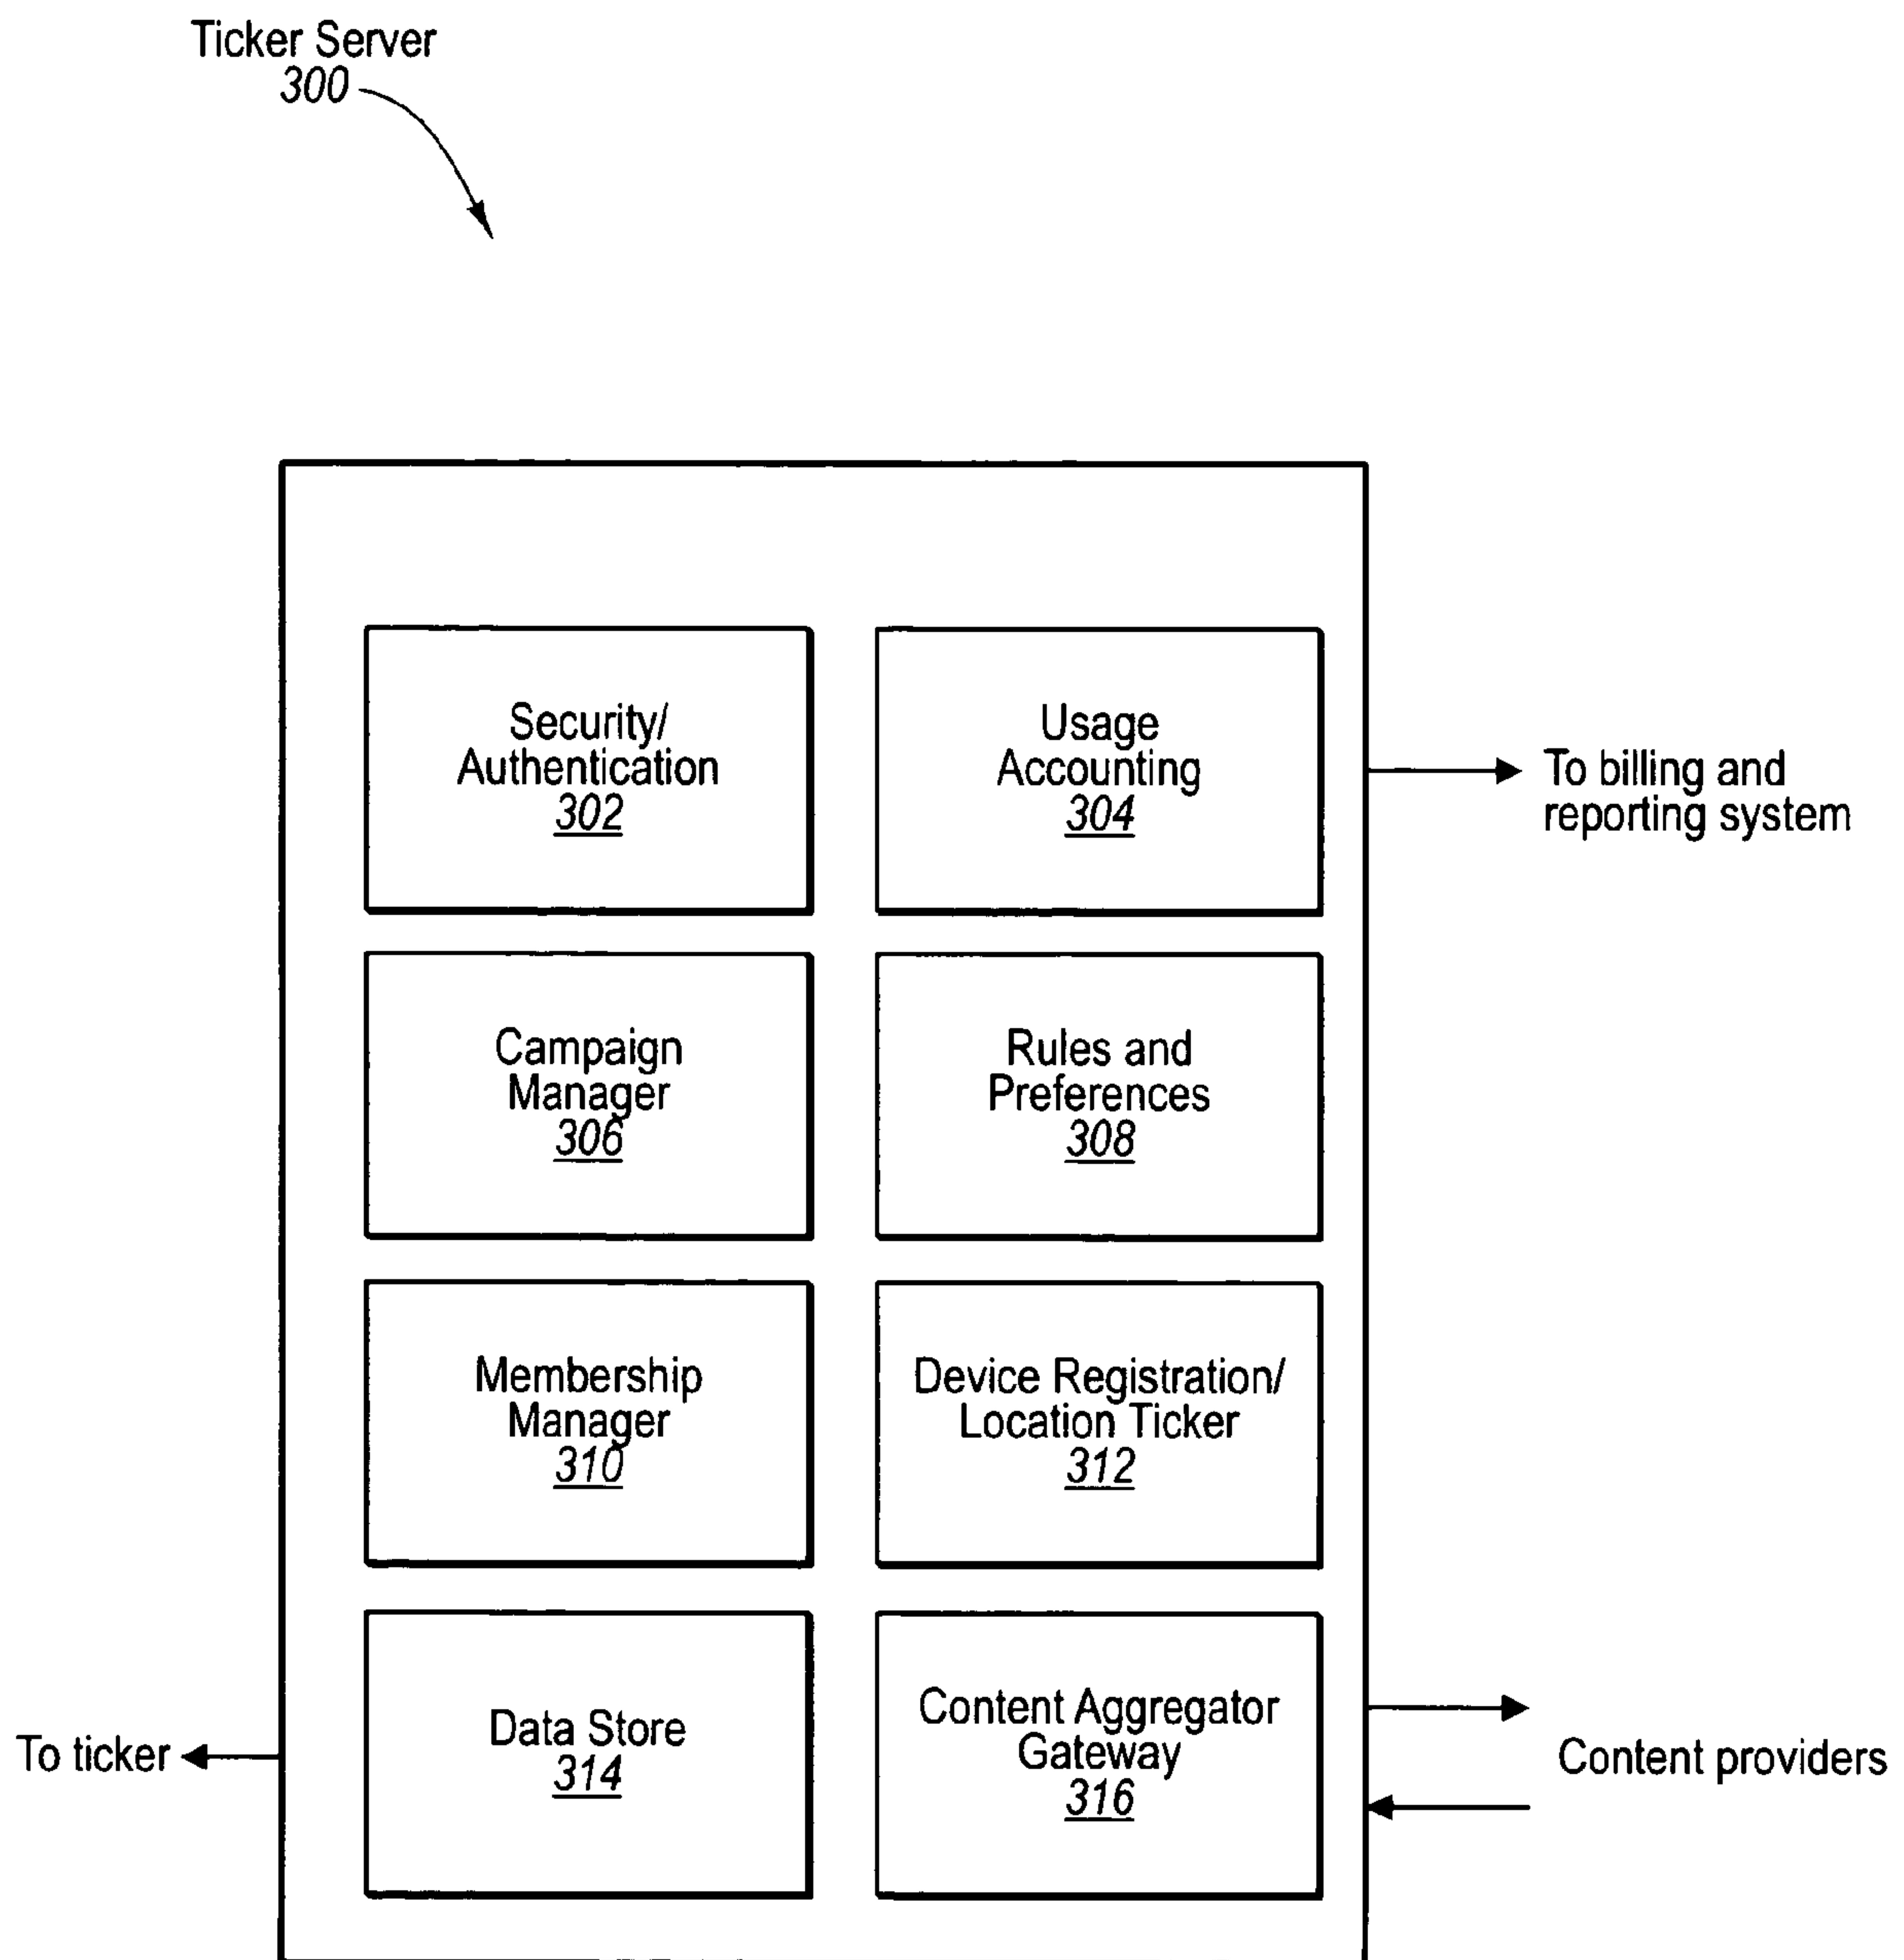 Ticker Server
300
Security/
Authentication
302
Usage
Accounting
304
To billing and
reporting system
Campaign
Manager
306
Rules and
Preferences
308
Membership
Manager
310
Device Registration/
Location Ticker
312
To ticker
Data Store
314
Content Aggregator
Gateway
316
Content providers